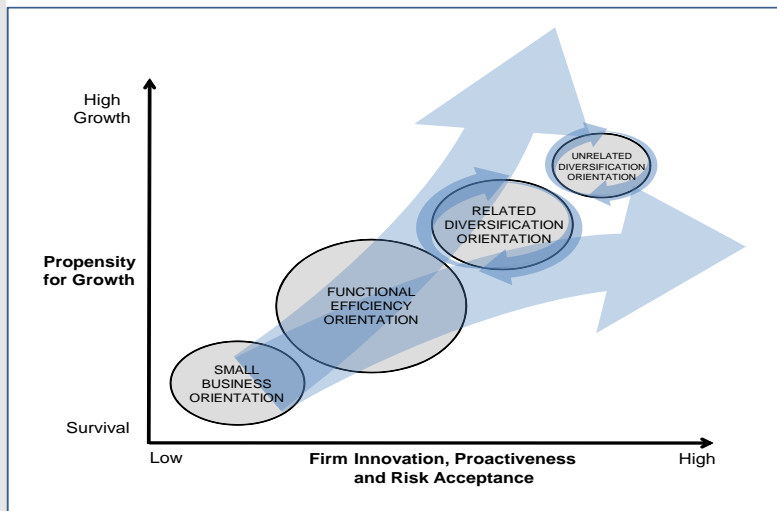 High
Growth
UNRELATED
DIVERSIFICATION
ORIENTATION
RELATED
DIVERSIFICATION
ORIENTATION
Propensity
for Growth
FUNCTIONAL
EFFICIENCY
ORIENTATION
SMALL
BUSINESS
ORIENTATION
Survival
Low
Firm Innovation, Proactiveness
and Risk Acceptance
High